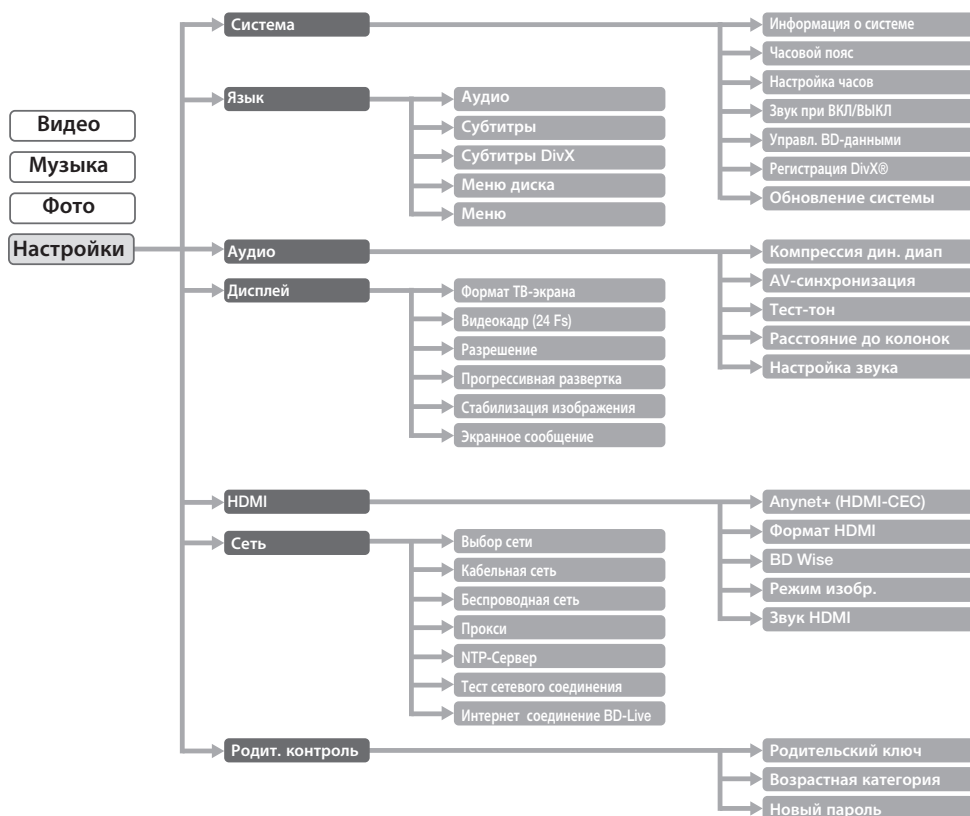 Видео
Музыка
Фото
Настройки
Система
Информация о системе
Часовой пояс
Настройка часов
Звук при ВКЛ/ВЫКЛ
Управл. BD-данными
Регистрация DivX®
Обновление системы
Язык
Аудио
Субтитры
Субтитры DivX
Меню диска
Меню
Аудио
Компрессия дин. диап
AV-синхронизация
Тест-тон
Расстояние до колонок
Настройка звука
Дисплей
Формат ТВ-экрана
Видеокадр (24 Fs)
Разрешение
Прогрессивная развертка
Стабилизация изображения
Экранное сообщение
HDMI
Anynet+ (HDMI-CEC)
Формат HDMI
BD Wise
Режим изобр.
Звук HDMI
Сеть
Выбор сети
Кабельная сеть
Беспроводная сеть
Прокси
NTP-Сервер
Тест сетевого соединения
Интернет соединение BD-Live
Родит. контроль
Родительский ключ
Возрастная категория
Новый пароль